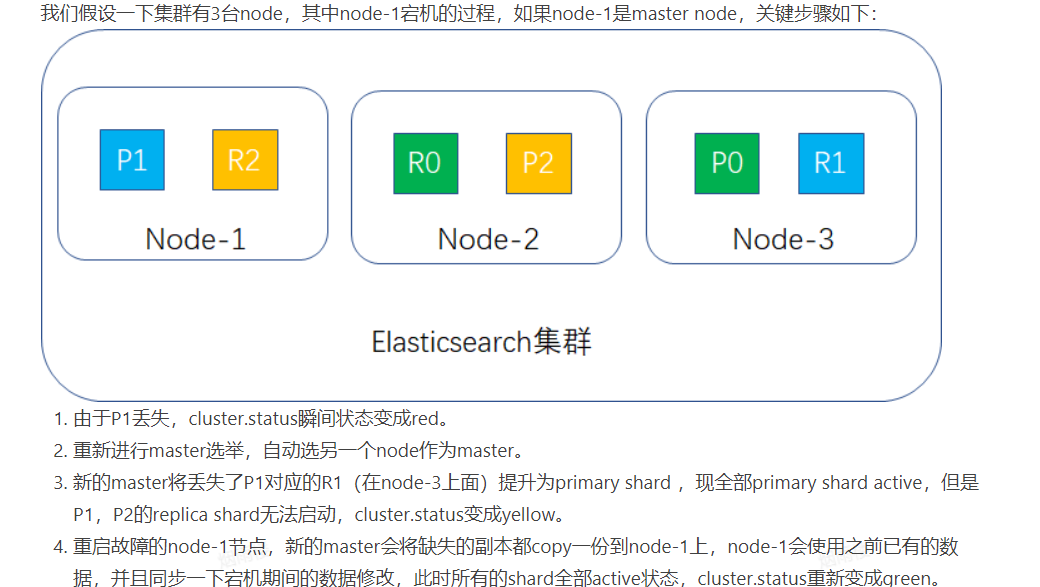 我们假设一下集群有3台node，其中node-1宕机的过程，如果node-1是master node，关键步骤如下：
P1 R2 R0 P2 P0 R1
Node-1 Node-2 Node-3
Elasticsearch集群
1. 由于P1丢失，cluster.status瞬间状态变成red。
2. 重新进行master选举，自动选另一个node作为master。
3. 新的master将丢失了P1对应的R1（在node-3上面）提升为primary shard ，现全部primary shard active，但是
P1，P2的replica shard无法启动，cluster.status变成yellow。
4. 重启故障的node-1节点，新的master会将缺失的副本都copy一份到node-1上，node-1会使用之前已有的数
据，并且同步一下宕机期间的数据修改，此时所有的shard全部active状态，cluster.status重新变成green。